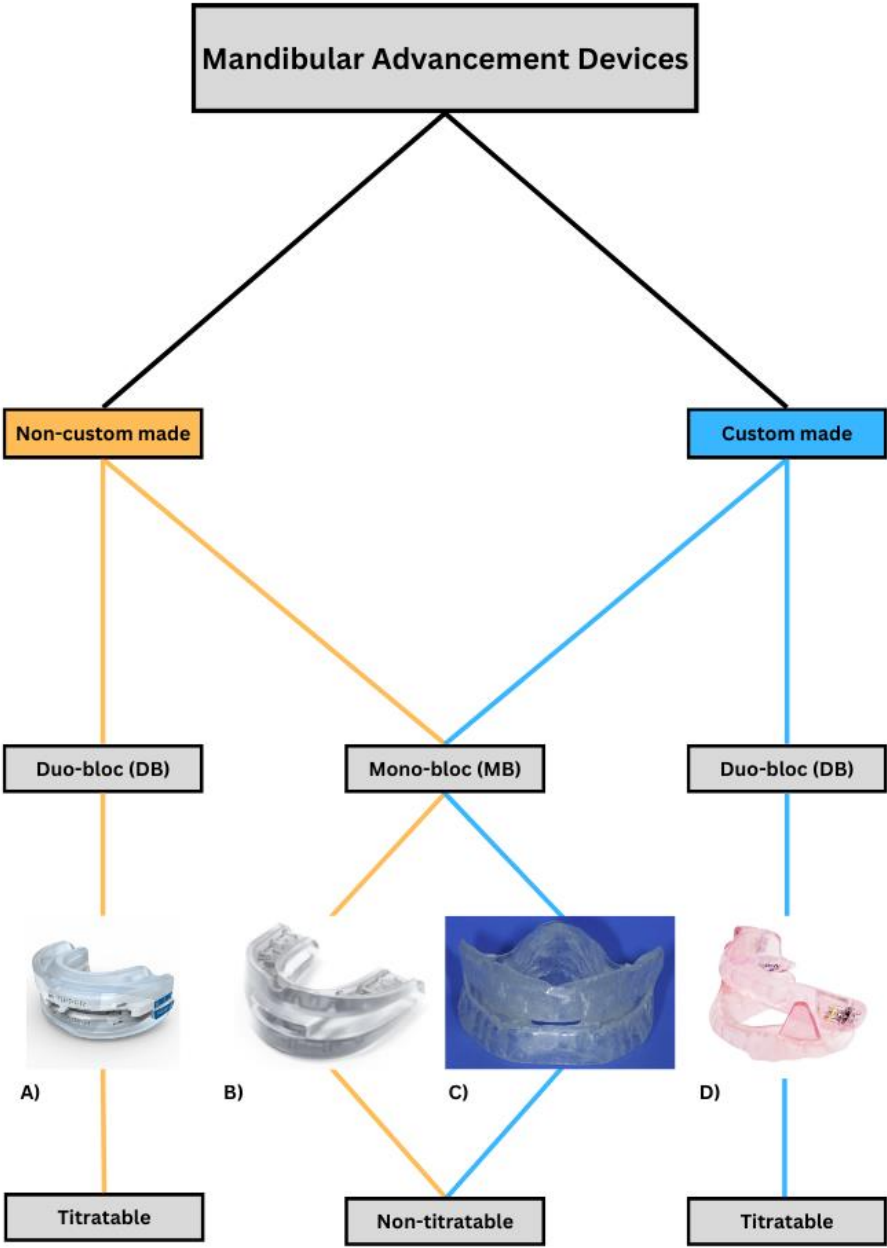 Mandibular Advancement Devices
Non-custom made
Custom made
Duo-bloc (DB)
Mono-bloc (MB)
Duo-bloc (DB)
UPPER
A)
B)
C)
D)
Titratable
Non-titratable
Titratable